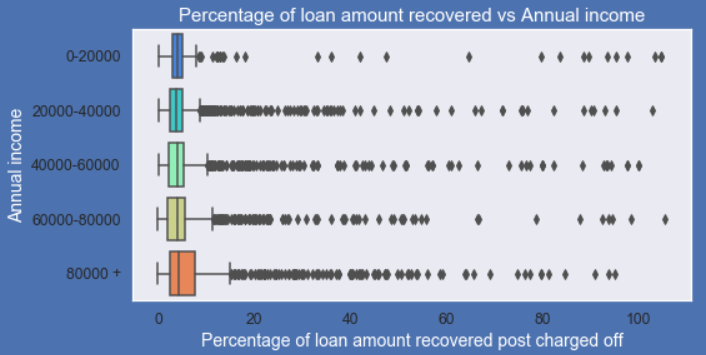 Percentage of loan amount recovered vs Annual income
Annual income
0-20000
20000-40000
40000-60000
60000-80000
80000 +
0 20 40 60 80 100
Percentage of loan amount recovered post charged off